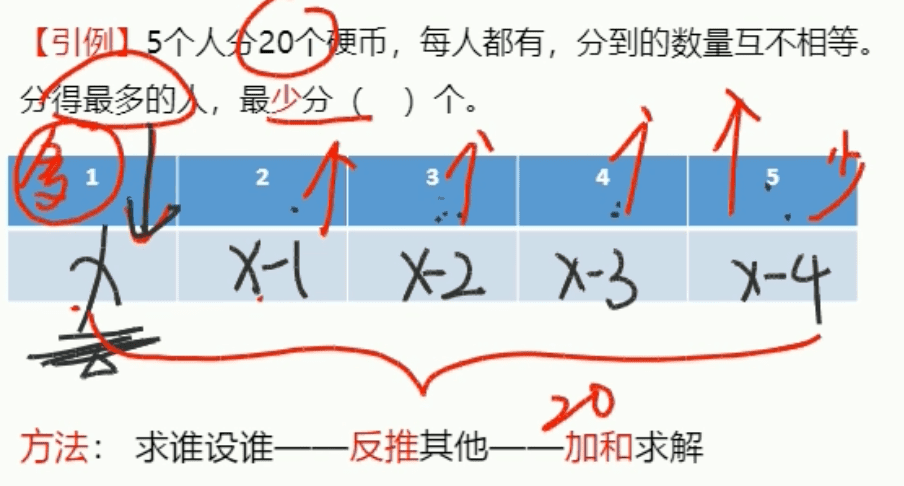 【引例】5个人分20个硬币，每人都有，分到的数量互不相等。
分得最多的人，最少分（ ）个。
多 1 2 3 4 5 少
x x-1 x-2 x-3 x-4
20
方法： 求谁设谁——反推其他——加和求解